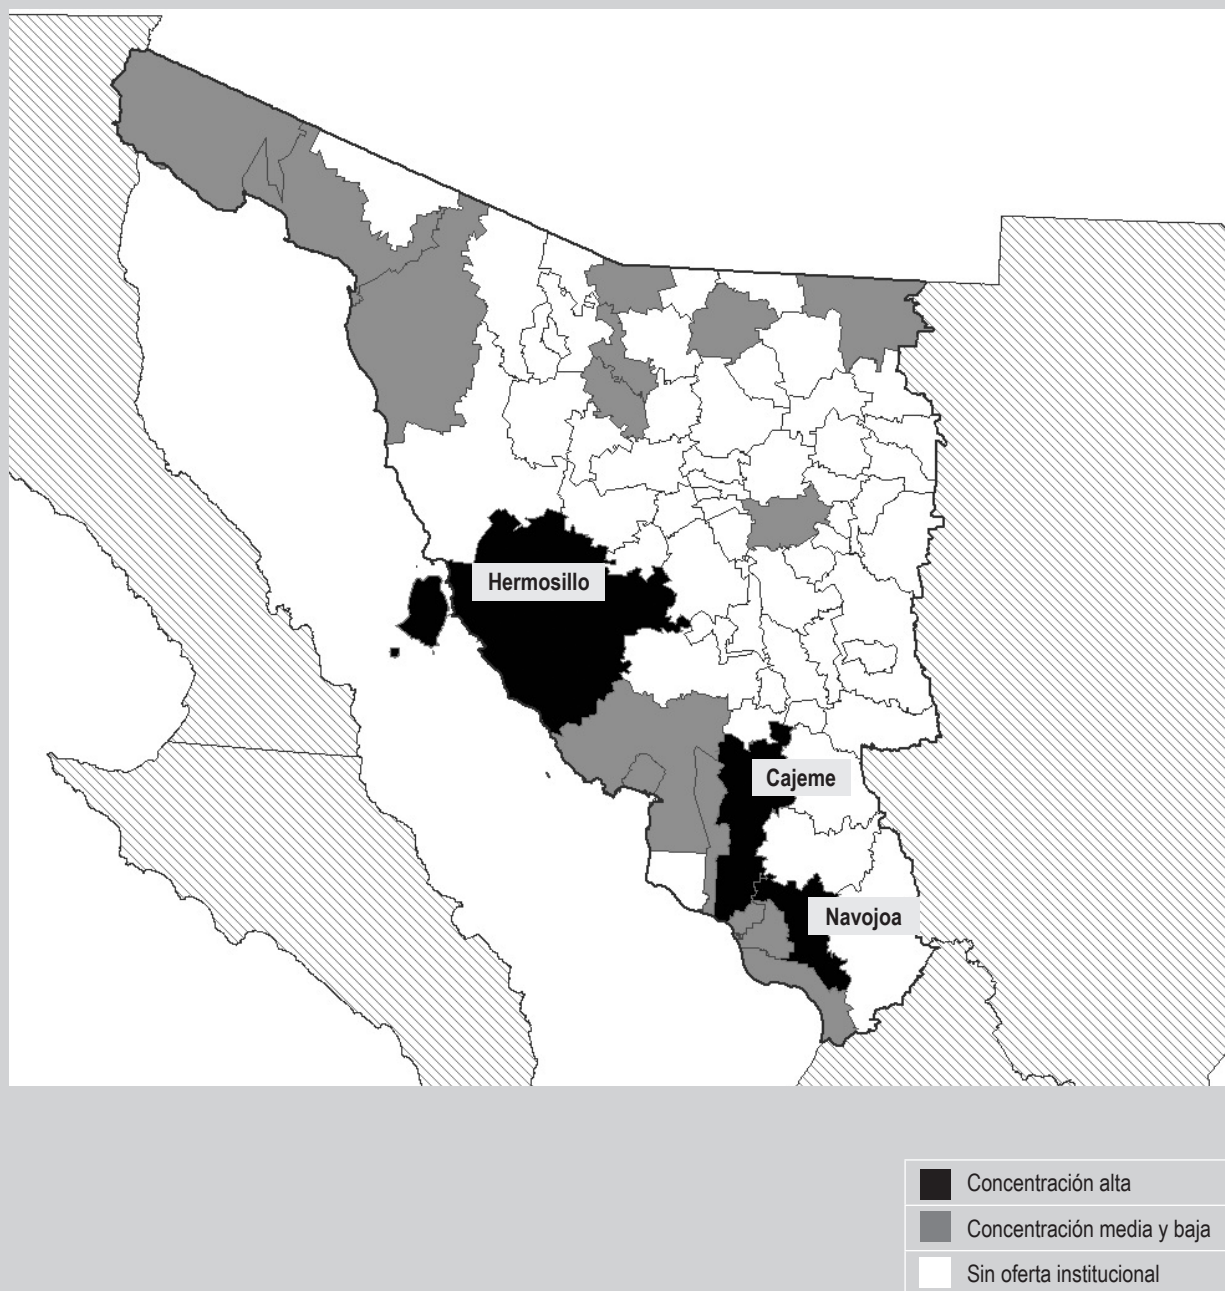 Hermosillo
Cajeme
Navojoa
Concentración alta
Concentración media y baja
Sin oferta institucional